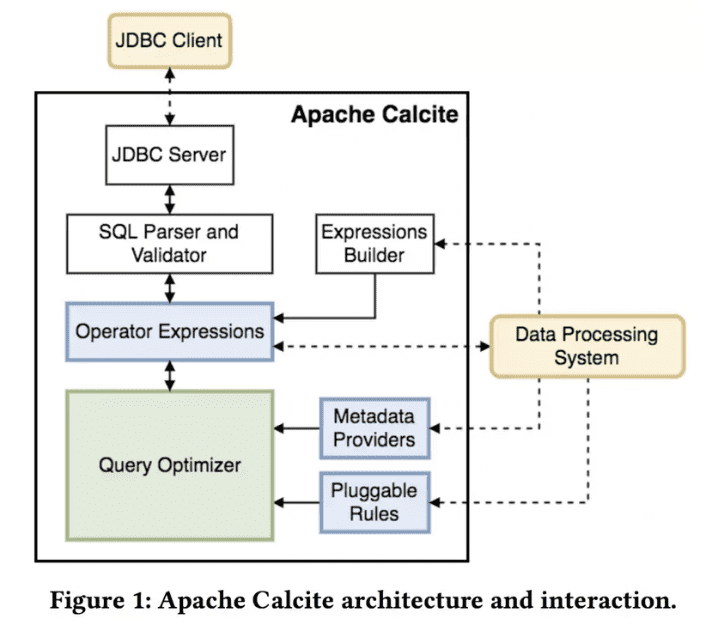 JDBC Client
Apache Calcite
JDBC Server
SQL Parser and
Validator
Expressions
Builder
Operator Expressions
Data Processing
System
Metadata
Providers
Query Optimizer
Pluggable
Rules
Figure 1: Apache Calcite architecture and interaction.